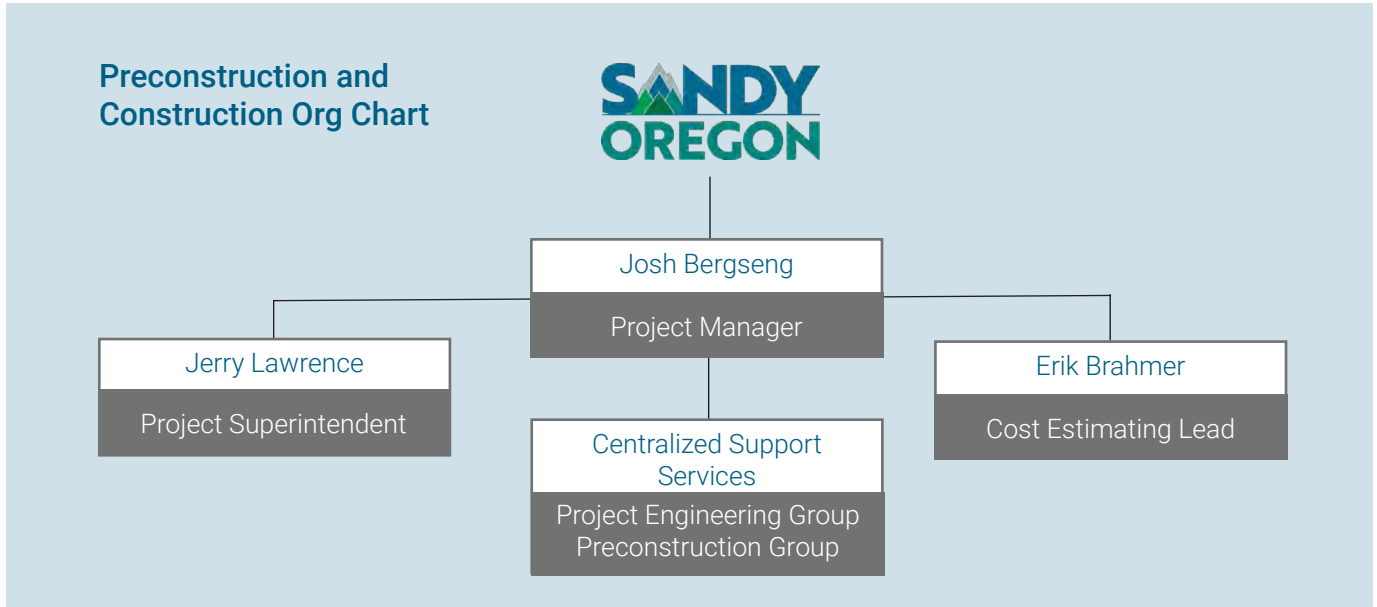 Preconstruction and
Construction Org Chart
SANDY
OREGON
Josh Bergseng
Project Manager
Jerry Lawrence
Project Superintendent
Erik Brahmer
Cost Estimating Lead
Centralized Support
Services
Project Engineering Group
Preconstruction Group